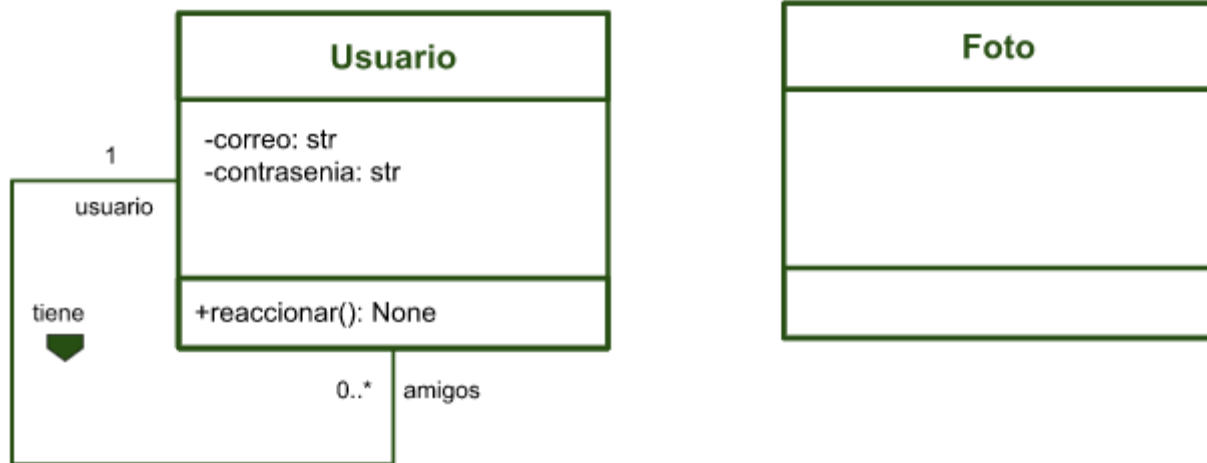 Usuario
-correo: str
-contrasenia: str
+reaccionar(): None
1
usuario
tiene
0..*
amigos
Foto